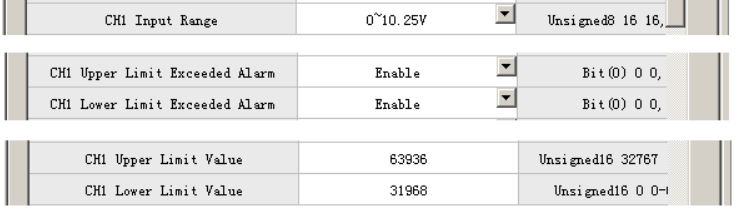 CH1 Input Range 0~10.25V Unsigned8 16 16,
CH1 Upper Limit Exceeded Alarm Enable Bit(0) 0 0,
CH1 Lower Limit Exceeded Alarm Enable Bit(0) 0 0,
CH1 Upper Limit Value 63936 Unsigned16 32767
CH1 Lower Limit Value 31968 Unsigned16 0 0-